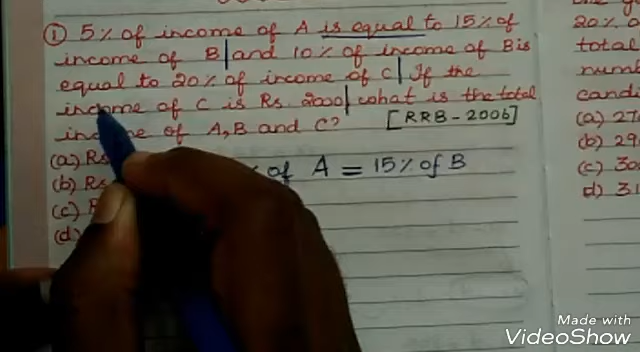 ① 5% of income of A is equal to 15% of
income of B and 10% of income of B is
equal to 20% of income of C If the
income of C is Rs. 2000 what is the total
income of A, B and C? [RRB-2006]
(a) Rs
(b) Rs
(c)
(d)
% of A = 15% of B
20%
total
numb
candi
(a) 27
(b) 29
(c) 30
d) 31
Made with
VideoShow